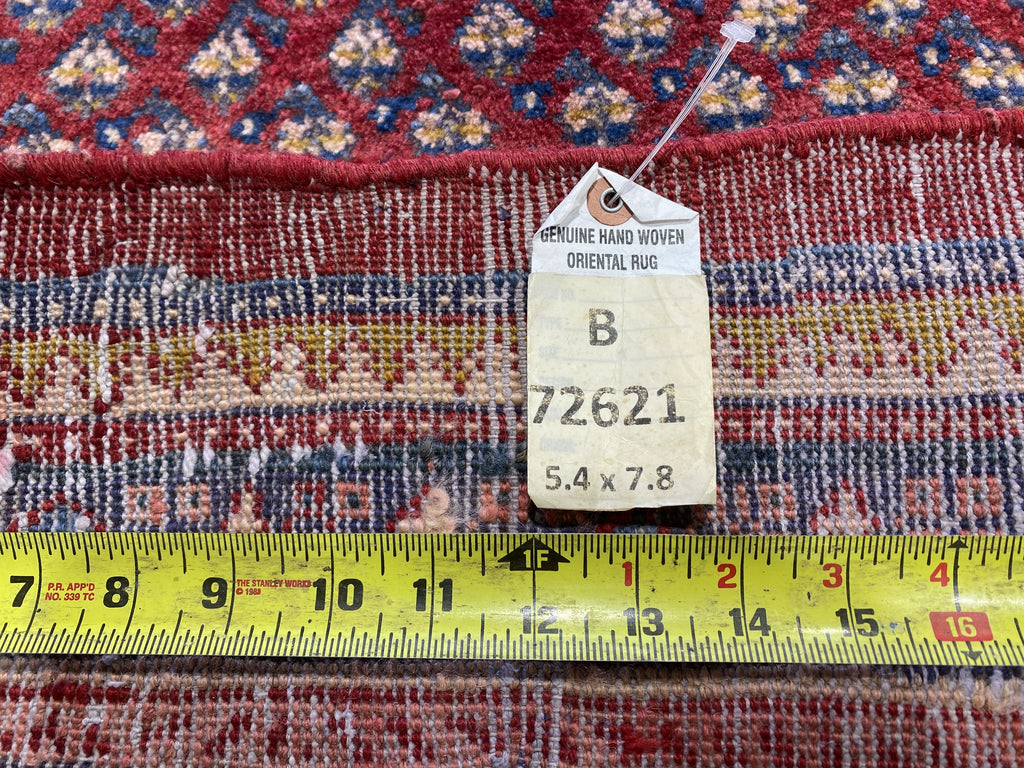 GENUINE HAND WOVEN
ORIENTAL RUG
B
72621
5.4 x 7.8
1F 1 2 3 4
7 P.R. APP'D 8 9 THE STANLEY WORKS 10 11 12 13 14 15 16
NO. 339 TC © 1988